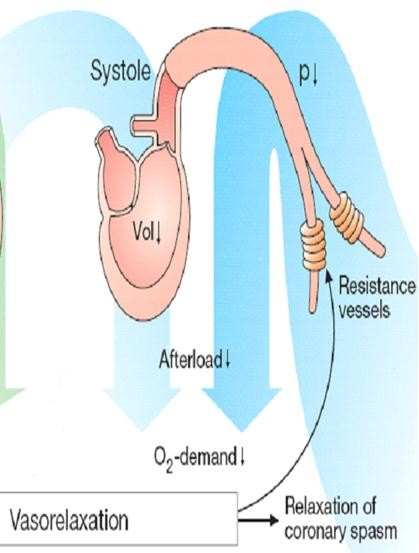 Systole
p↓
Vol↓
Resistance
vessels
Afterload↓
O₂-demand↓
Vasorelaxation
Relaxation of
coronary spasm